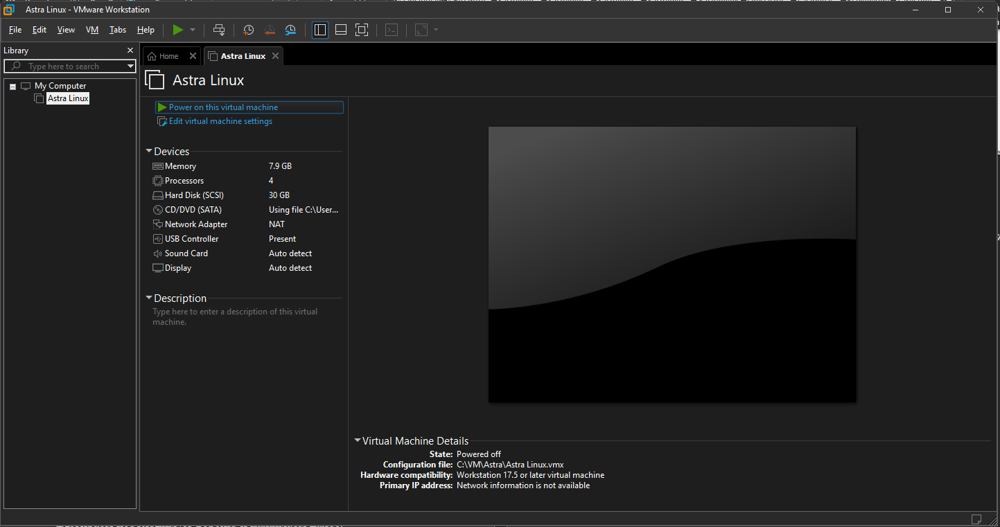 Astra Linux - VMware Workstation
File Edit View VM Tabs Help
Library
Type here to search
My Computer
Astra Linux
Home
Astra Linux
Astra Linux
Power on this virtual machine
Edit virtual machine settings
Devices
Memory 7.9 GB
Processors 4
Hard Disk (SCSI) 30 GB
CD/DVD (SATA) Using file C:\User...
Network Adapter NAT
USB Controller Present
Sound Card Auto detect
Display Auto detect
Description
Type here to enter a description of this virtual
machine.
Virtual Machine Details
State: Powered off
Configuration file: C:\VM\Astra\Astra Linux.vmx
Hardware compatibility: Workstation 17.5 or later virtual machine
Primary IP address: Network information is not available